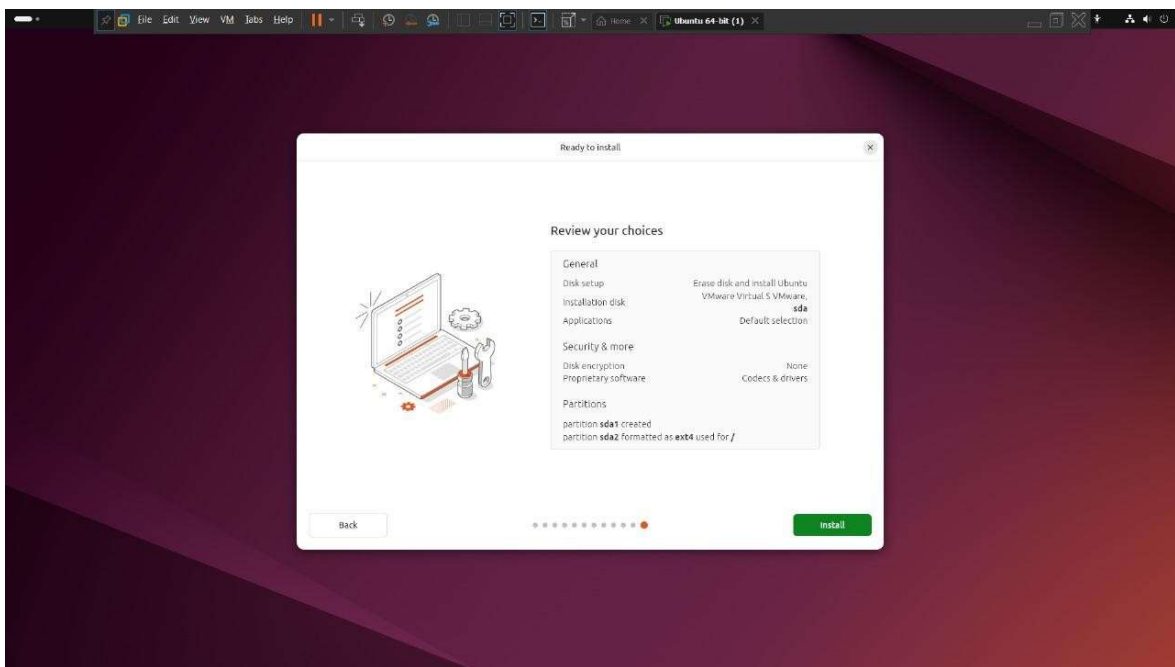 File Edit View VM Tabs Help Home Ubuntu 64-bit (1)
Ready to install
Review your choices
General
Disk setup Erase disk and install Ubuntu
Installation disk VMware Virtual S VMware, sda
Applications Default selection
Security & more
Disk encryption None
Proprietary software Codecs & drivers
Partitions
partition sda1 created
partition sda2 formatted as ext4 used for /
Back Install